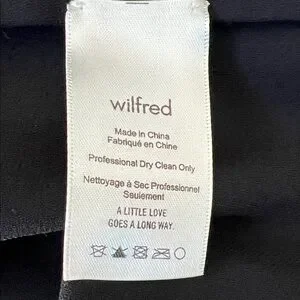 wilfred
Made in China
Fabriqué en Chine
Professional Dry Clean Only
Nettoyage à Sec Professionnel
Seulement
A LITTLE LOVE
GOES A LONG WAY.